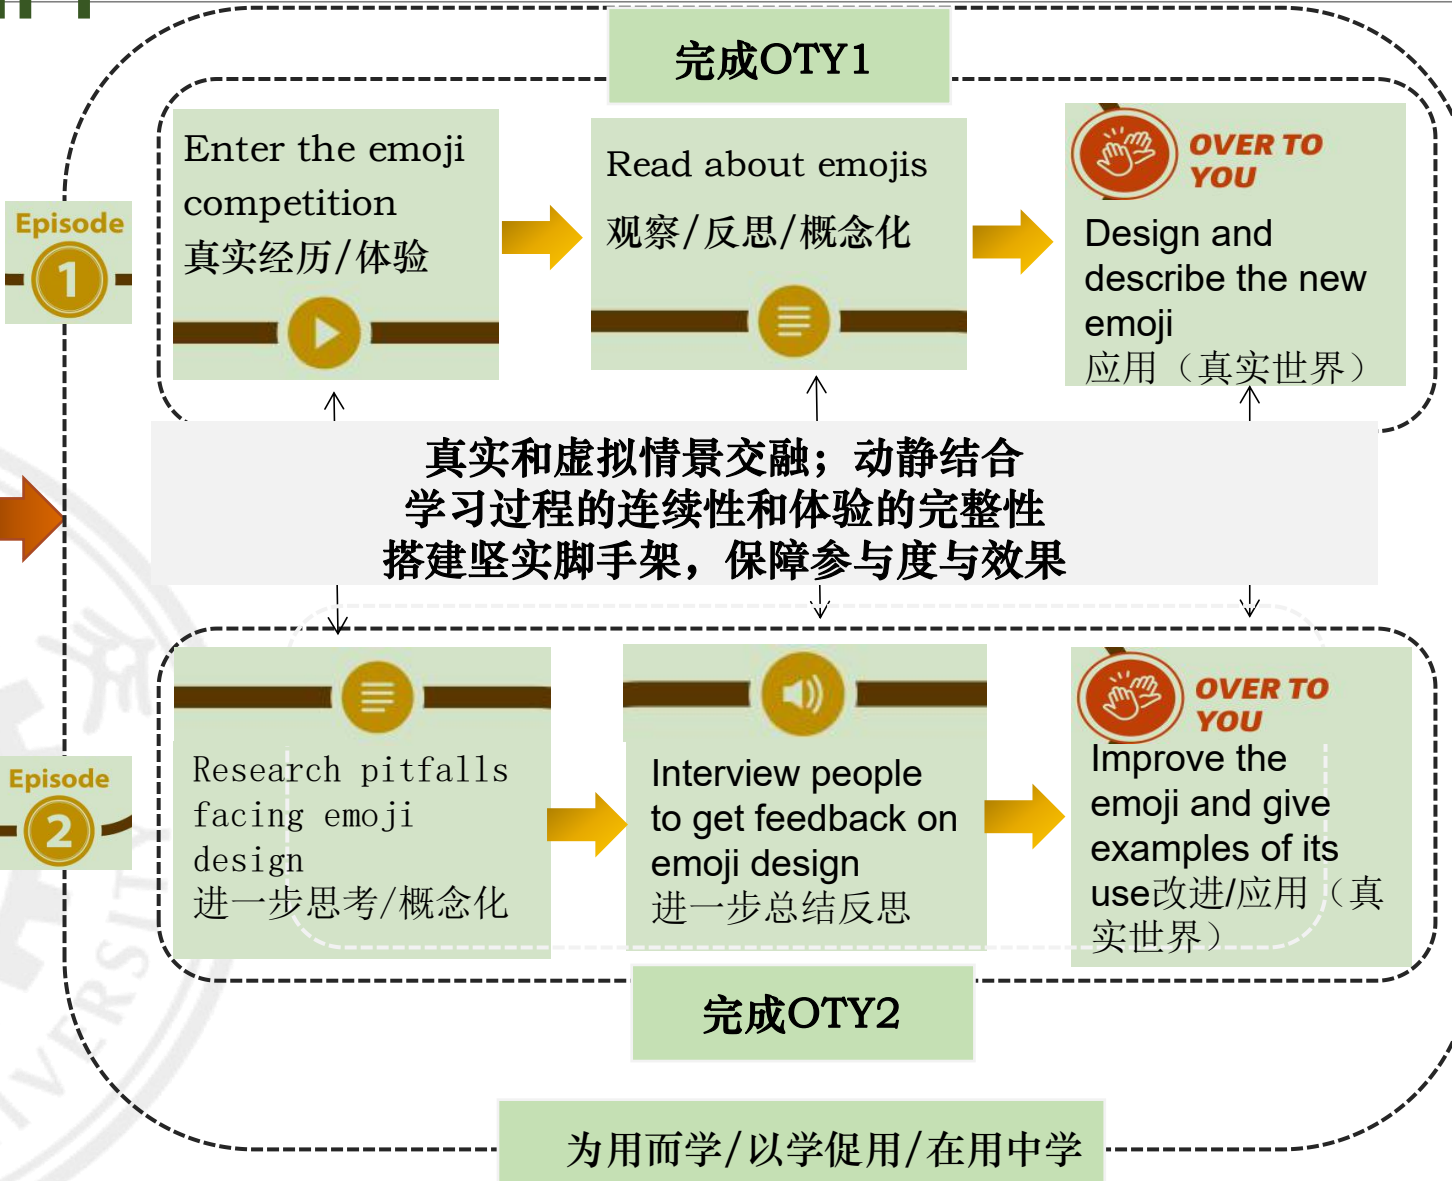 完成OTY1
Episode
1
Enter the emoji
competition
真实经历/体验
Read about emojis
观察/反思/概念化
OVER TO
YOU
Design and
describe the new
emoji
应用（真实世界）
真实和虚拟情景交融；动静结合
学习过程的连续性和体验的完整性
搭建坚实脚手架，保障参与度与效果
Episode
2
Research pitfalls
facing emoji
design
进一步思考/概念化
Interview people
to get feedback on
emoji design
进一步总结反思
OVER TO
YOU
Improve the
emoji and give
examples of its
use改进/应用（真
实世界）
完成OTY2
为用而学/以学促用/在用中学